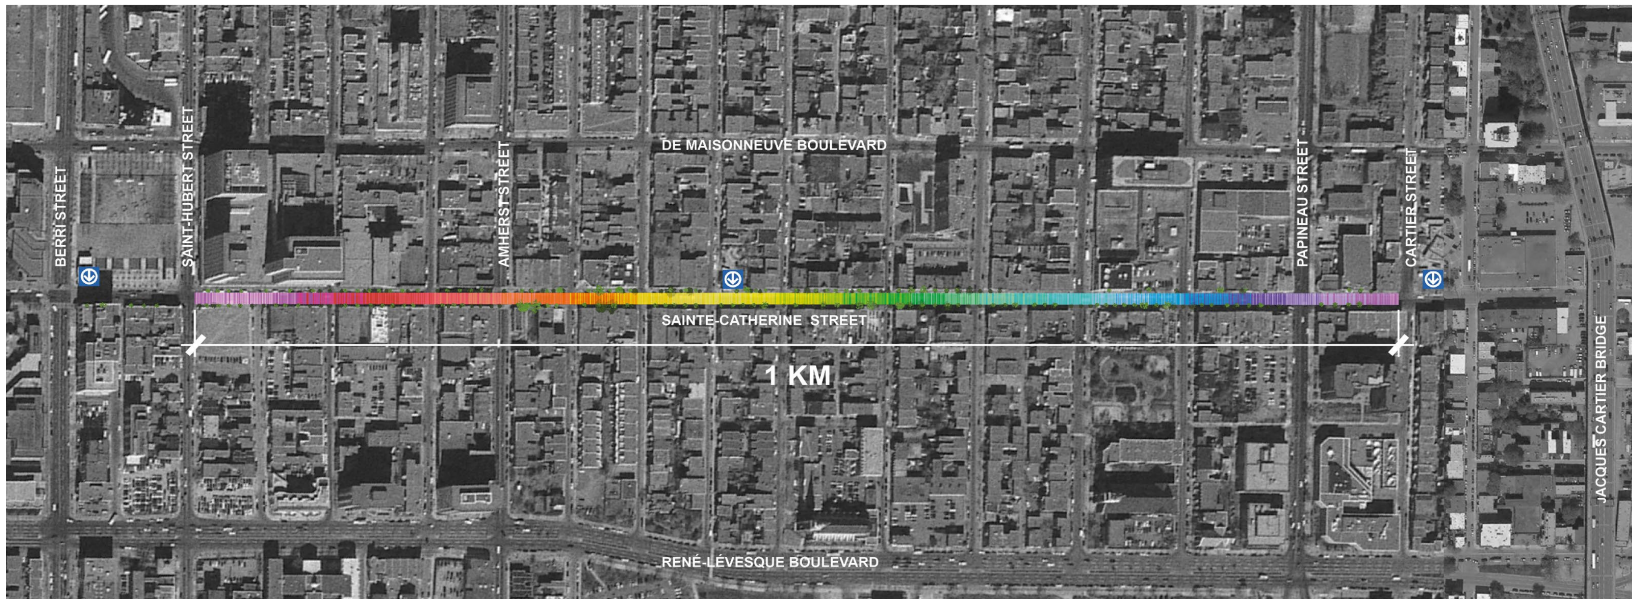 BERRI STREET
SAINT-HUBERT STREET
AMHERST STREET
DE MAISONNEUVE BOULEVARD
PAPINEAU STREET
CARTIER STREET
SAINTE-CATHERINE STREET
1 KM
JACQUES CARTIER BRIDGE
RENÉ-LÉVESQUE BOULEVARD